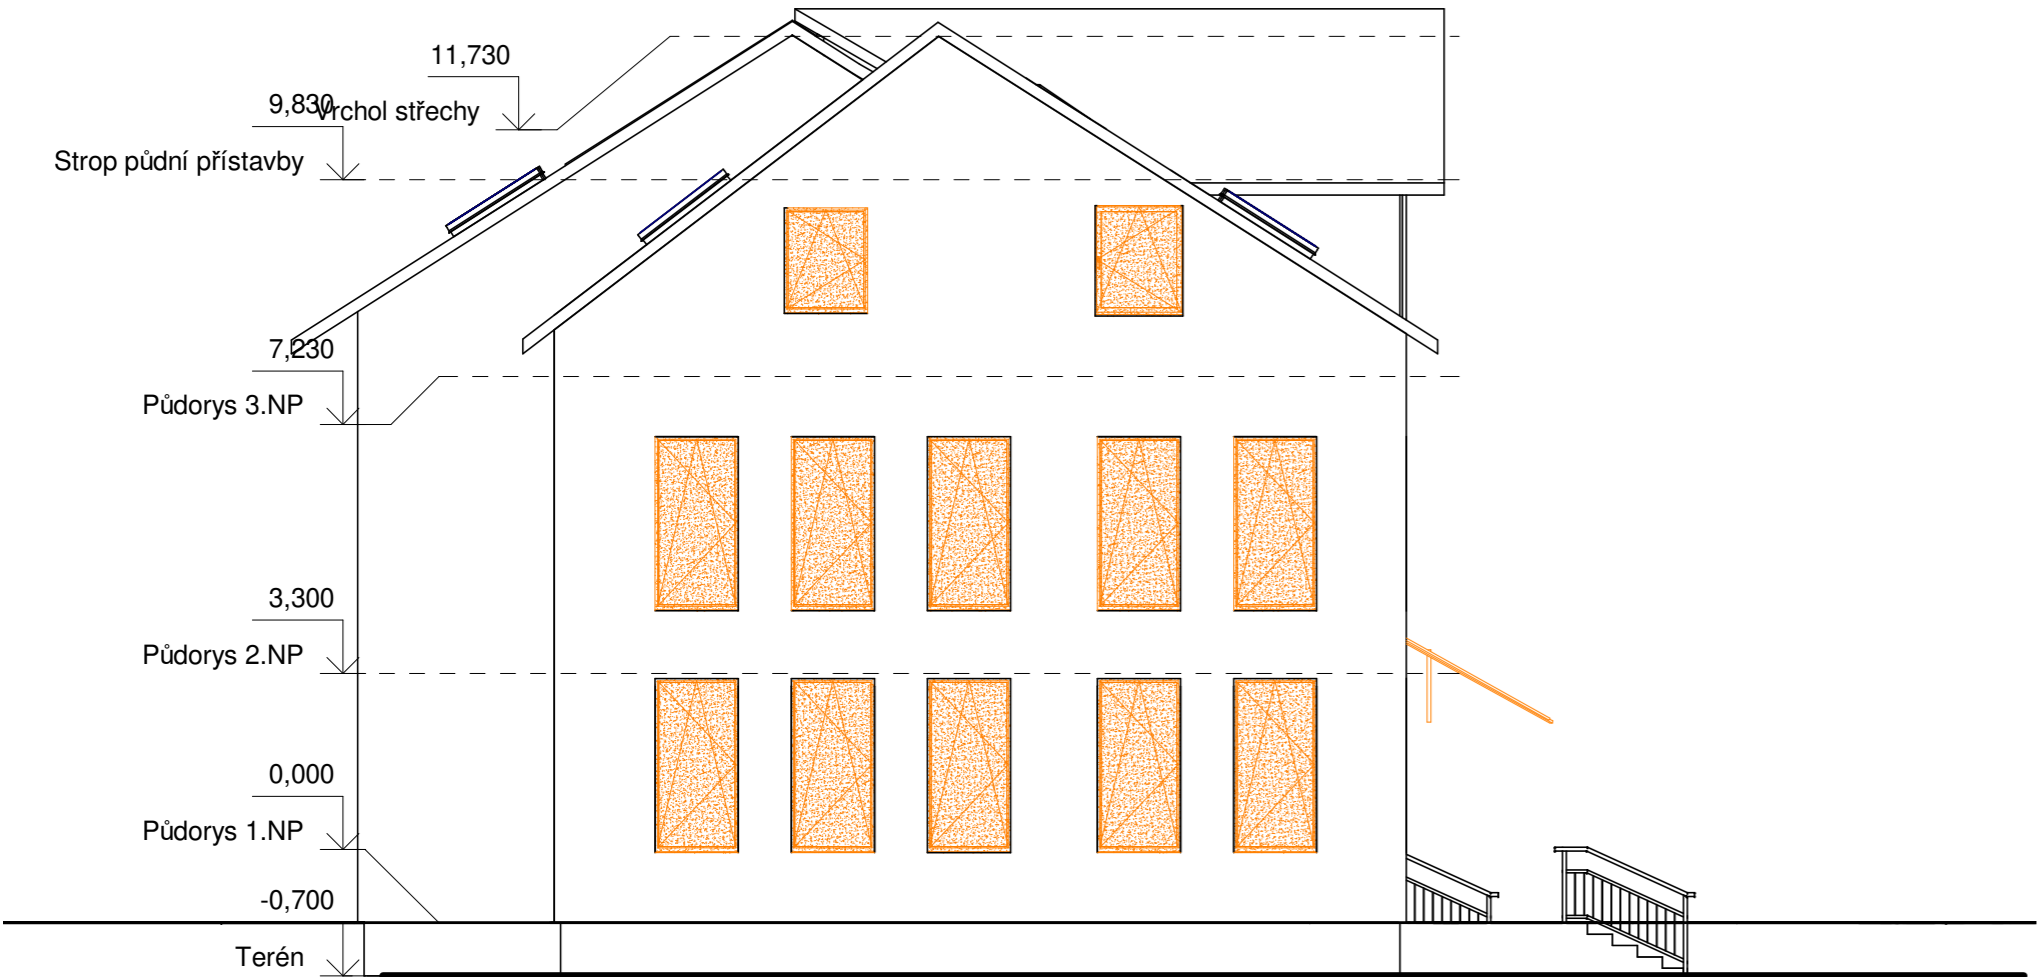 11,730
Vrchol střechy
9,830
Strop půdní přístavby
7,230
Půdorys 3.NP
3,300
Půdorys 2.NP
0,000
Půdorys 1.NP
-0,700
Terén